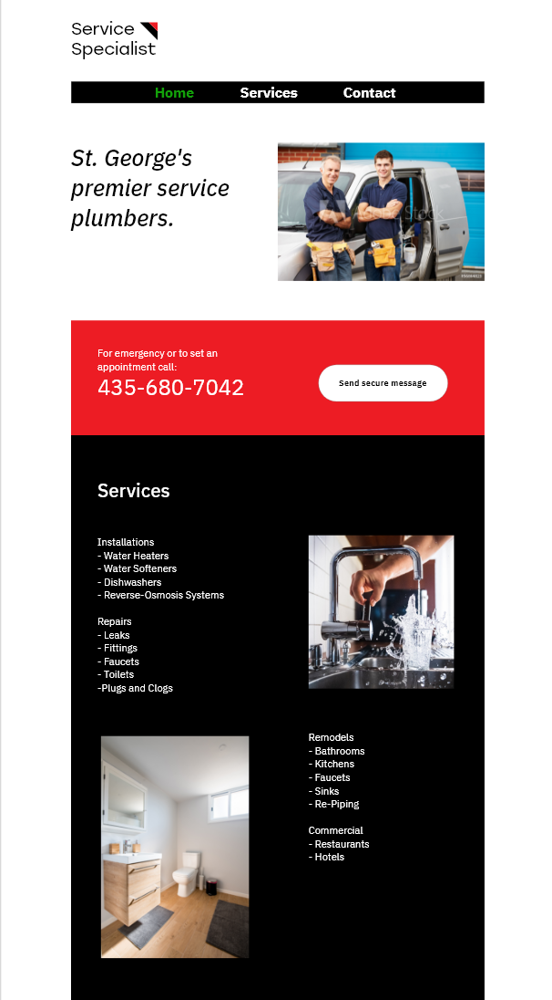 Service
Specialist
Home Services Contact
St. George's
premier service
plumbers.
For emergency or to set an
appointment call:
435-680-7042
Send secure message
Services
Installations
- Water Heaters
- Water Softeners
- Dishwashers
- Reverse-Osmosis Systems
Repairs
- Leaks
- Fittings
- Faucets
- Toilets
-Plugs and Clogs
Remodels
- Bathrooms
- Kitchens
- Faucets
- Sinks
- Re-Piping
Commercial
- Restaurants
- Hotels